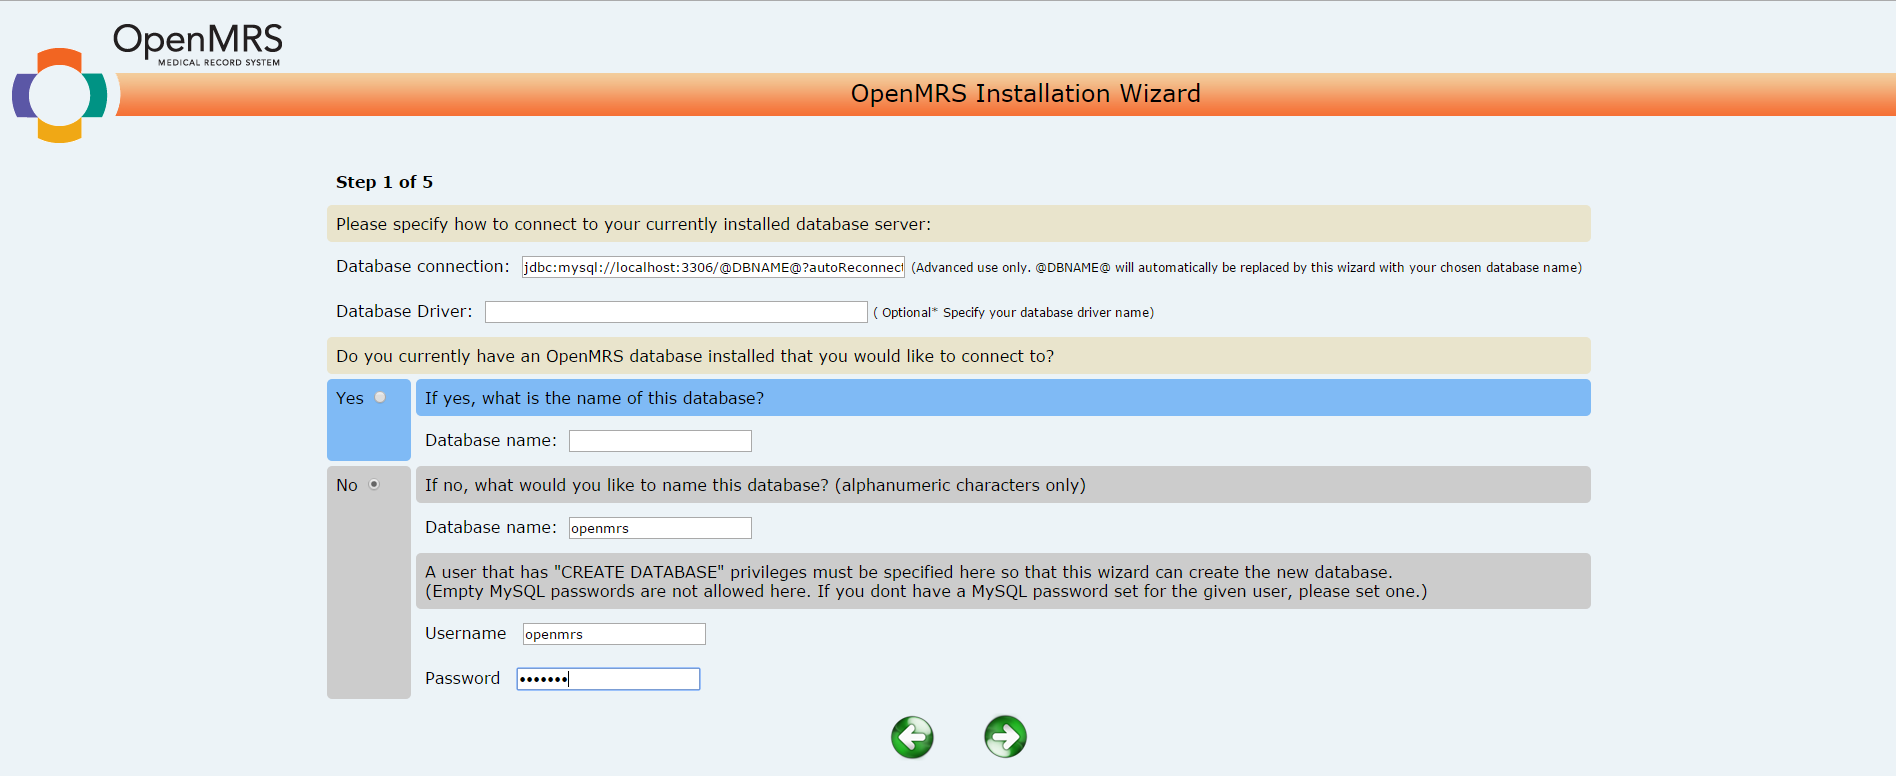 OpenMRS
MEDICAL RECORD SYSTEM
OpenMRS Installation Wizard
Step 1 of 5
Please specify how to connect to your currently installed database server:
Database connection: jdbc:mysql://localhost:3306/@DBNAME@?autoReconnect (Advanced use only. @DBNAME@ will automatically be replaced by this wizard with your chosen database name)
Database Driver: ( Optional* Specify your database driver name)
Do you currently have an OpenMRS database installed that you would like to connect to?
Yes If yes, what is the name of this database?
Database name:
No If no, what would you like to name this database? (alphanumeric characters only)
Database name: openmrs
A user that has "CREATE DATABASE" privileges must be specified here so that this wizard can create the new database.
(Empty MySQL passwords are not allowed here. If you dont have a MySQL password set for the given user, please set one.)
Username openmrs
Password •••••••